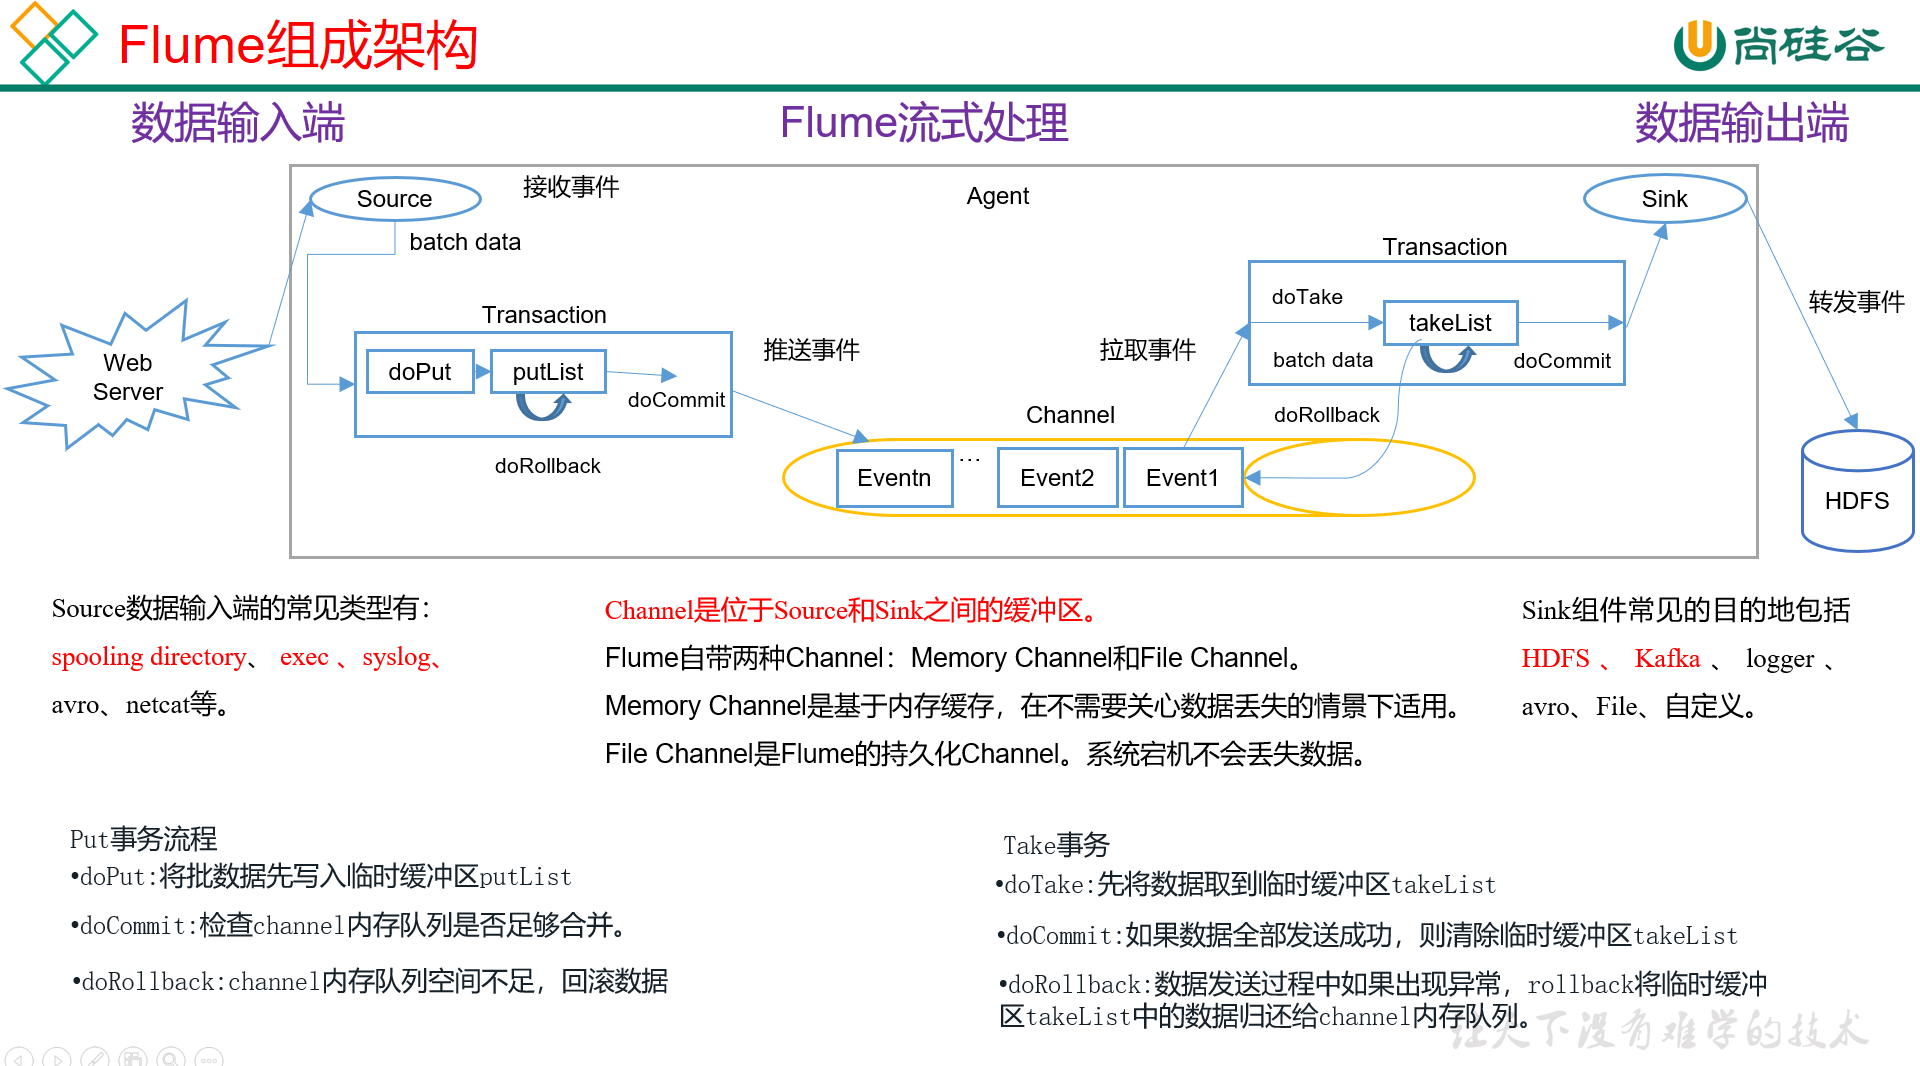 Flume组成架构
尚硅谷
数据输入端
Flume流式处理
数据输出端
Source
接收事件
Agent
Sink
batch data
Transaction
doTake
takeList
batch data
doCommit
转发事件
Transaction
doPut
putList
doCommit
doRollback
推送事件
拉取事件
Web
Server
Channel
doRollback
Eventn
...
Event2
Event1
HDFS
Source数据输入端的常见类型有：
spooling directory、 exec 、syslog、
avro、netcat等。
Channel是位于Source和Sink之间的缓冲区。
Flume自带两种Channel：Memory Channel和File Channel。
Memory Channel是基于内存缓存，在不需要关心数据丢失的情景下适用。
File Channel是Flume的持久化Channel。系统宕机不会丢失数据。
Sink组件常见的目的地包括
HDFS 、 Kafka 、 logger 、
avro、File、自定义。
Put事务流程
•doPut:将批数据先写入临时缓冲区putList
•doCommit:检查channel内存队列是否足够合并。
•doRollback:channel内存队列空间不足，回滚数据
Take事务
•doTake:先将数据取到临时缓冲区takeList
•doCommit:如果数据全部发送成功，则清除临时缓冲区takeList
•doRollback:数据发送过程中如果出现异常，rollback将临时缓冲
区takeList中的数据归还给channel内存队列。
让天下没有难学的技术